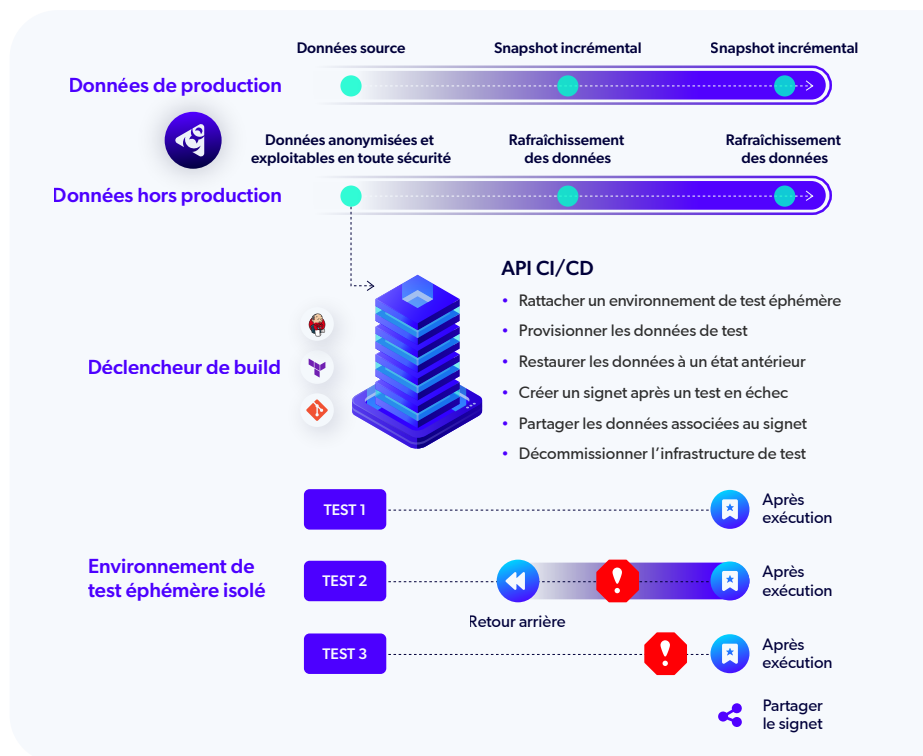 Données source
Snapshot incrémental
Snapshot incrémental
Données de production
Données anonymisées et
exploitables en toute sécurité
Rafraîchissement
des données
Rafraîchissement
des données
Données hors production
API CI/CD
• Rattacher un environnement de test éphémère
• Provisionner les données de test
• Restaurer les données à un état antérieur
• Créer un signet après un test en échec
• Partager les données associées au signet
• Décommissionner l'infrastructure de test
Déclencheur de build
TEST 1
Après
exécution
Environnement de
test éphémère isolé
TEST 2
Retour arrière
Après
exécution
TEST 3
Après
exécution
Partager
le signet